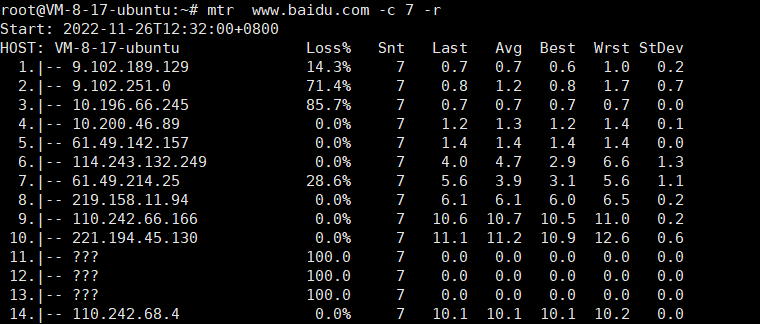 root@VM-8-17-ubuntu:~# mtr  www.baidu.com -c 7 -r
Start: 2022-11-26T12:32:00+0800
HOST: VM-8-17-ubuntu              Loss%   Snt   Last   Avg  Best  Wrst StDev
  1.|-- 9.102.189.129             14.3%     7    0.7   0.7   0.6   1.0   0.2
  2.|-- 9.102.251.0               71.4%     7    0.8   1.2   0.8   1.7   0.7
  3.|-- 10.196.66.245             85.7%     7    0.7   0.7   0.7   0.7   0.0
  4.|-- 10.200.46.89               0.0%     7    1.2   1.3   1.2   1.4   0.1
  5.|-- 61.49.142.157              0.0%     7    1.4   1.4   1.4   1.4   0.0
  6.|-- 114.243.132.249            0.0%     7    4.0   4.7   2.9   6.6   1.3
  7.|-- 61.49.214.25              28.6%     7    5.6   3.9   3.1   5.6   1.1
  8.|-- 219.158.11.94              0.0%     7    6.1   6.1   6.0   6.5   0.2
  9.|-- 110.242.66.166             0.0%     7   10.6  10.7  10.5  11.0   0.2
 10.|-- 221.194.45.130             0.0%     7   11.1  11.2  10.9  12.6   0.6
 11.|-- ???                       100.0     7    0.0   0.0   0.0   0.0   0.0
 12.|-- ???                       100.0     7    0.0   0.0   0.0   0.0   0.0
 13.|-- ???                       100.0     7    0.0   0.0   0.0   0.0   0.0
 14.|-- 110.242.68.4               0.0%     7   10.1  10.1  10.1  10.2   0.0